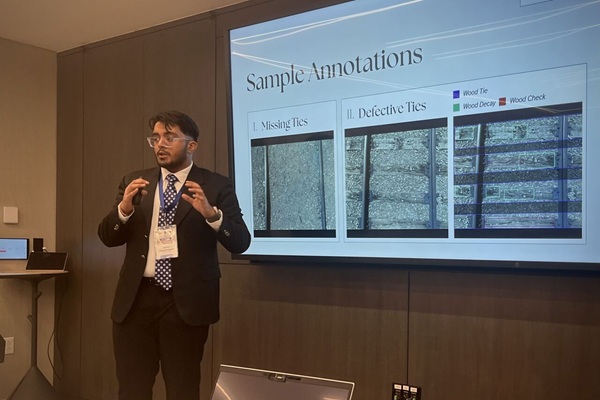 Sample Annotations
I. Missing Ties
II. Defective Ties
Wood Tie
Wood Decay
Wood Check